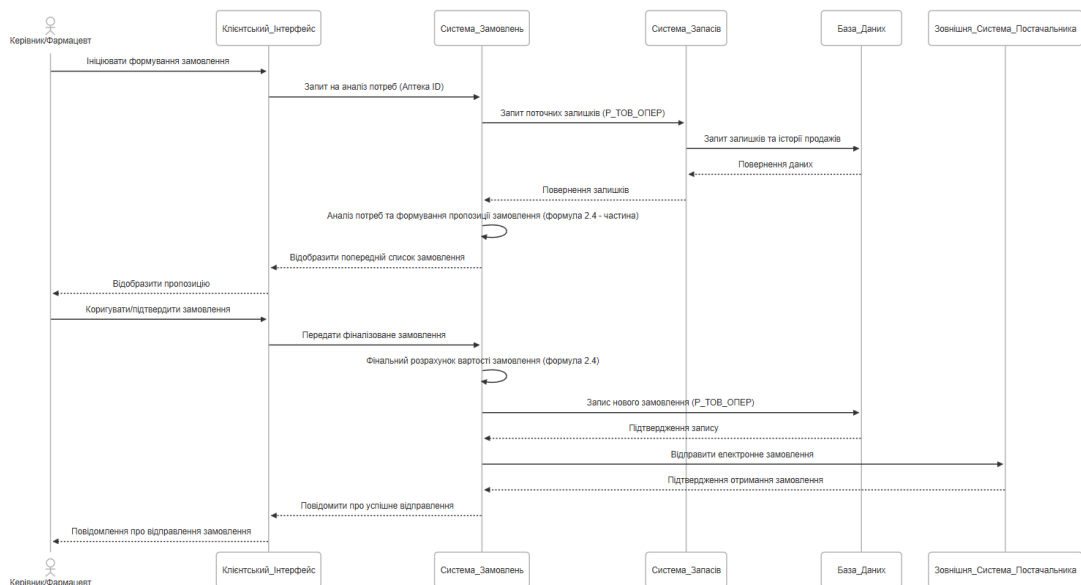 Керівник/Фармацевт
Клієнтський_Інтерфейс
Система_Замовлень
Система_Запасів
База_Даних
Зовнішня_Система_Постачальника
Ініціювати формування замовлення
Запит на аналіз потреб (Аптека ID)
Запит поточних залишків (Р_ТОВ_ОПЕР)
Запит залишків та історії продажів
Повернення даних
Повернення залишків
Аналіз потреб та формування пропозиції замовлення (формула 2.4 - частина)
Відобразити попередній список замовлення
Відобразити пропозицію
Коригувати/підтвердити замовлення
Передати фіналізоване замовлення
Фінальний розрахунок вартості замовлення (формула 2.4)
Запис нового замовлення (Р_ТОВ_ОПЕР)
Підтвердження запису
Відправити електронне замовлення
Підтвердження отримання замовлення
Повідомити про успішне відправлення
Повідомлення про відправлення замовлення
Керівник/Фармацевт
Клієнтський_Інтерфейс
Система_Замовлень
Система_Запасів
База_Даних
Зовнішня_Система_Постачальника